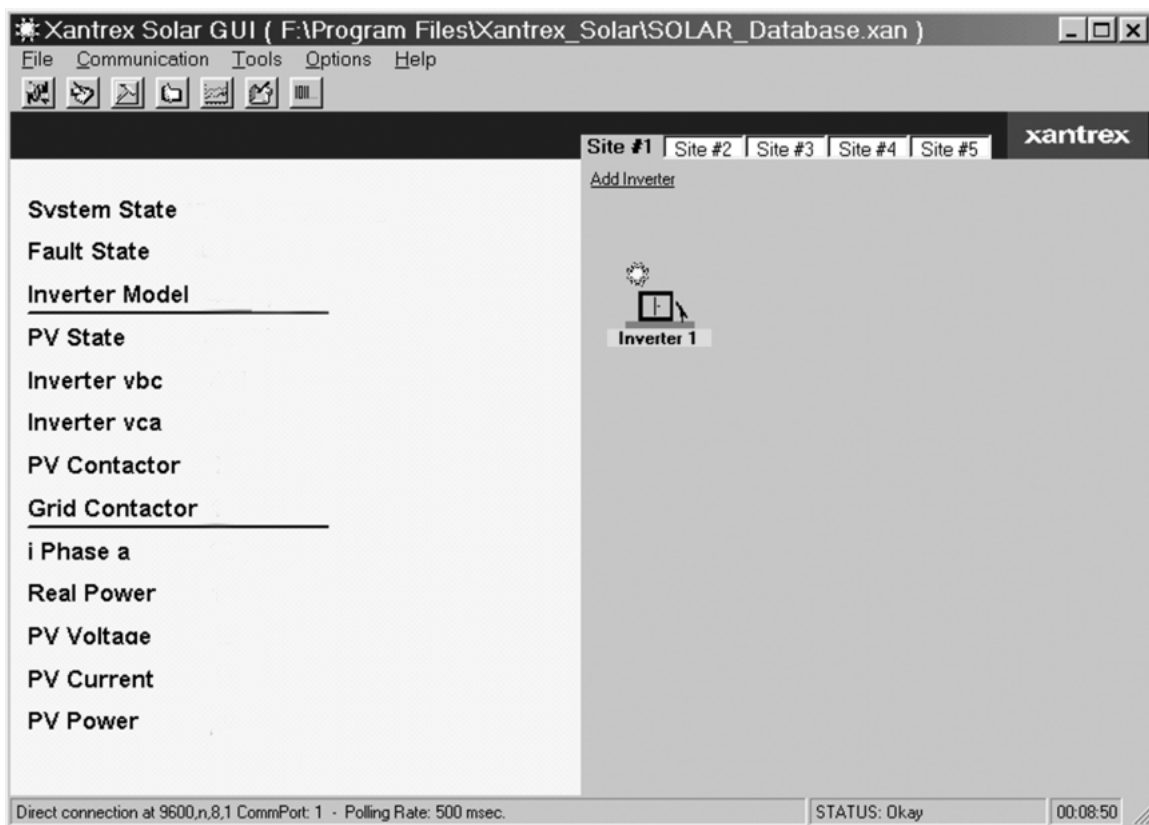 Xantrex Solar GUI ( F:\Program Files\Xantrex_Solar\SOLAR_Database.xan )
File Communication Tools Options Help
xantrex
Site #1 Site #2 Site #3 Site #4 Site #5
Add Inverter
System State
Fault State
Inverter Model
PV State
Inverter vbc
Inverter vca
PV Contactor
Grid Contactor
i Phase a
Real Power
PV Voltage
PV Current
PV Power
Inverter 1
Direct connection at 9600,n,8,1 CommPort: 1 - Polling Rate: 500 msec.
STATUS: Okay
00:08:50